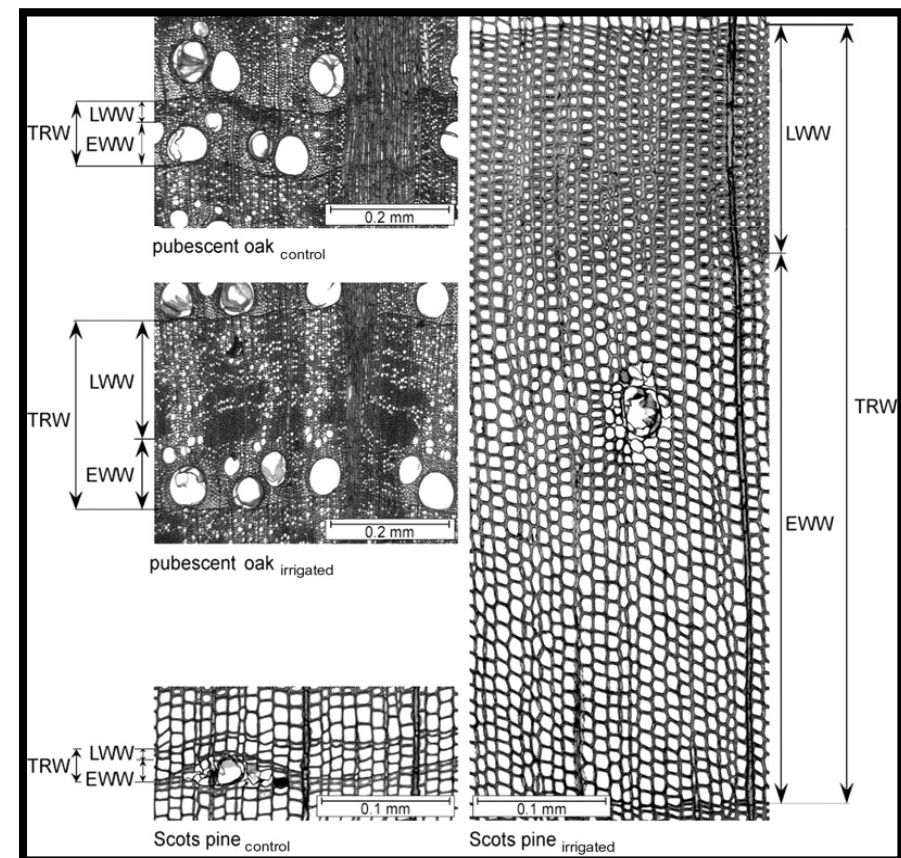 TRW
LWW
EWW
0.2 mm
pubescent oak control
TRW
LWW
EWW
0.2 mm
pubescent oak irrigated
TRW
LWW
EWW
0.1 mm
Scots pine control
LWW
TRW
EWW
0.1 mm
Scots pine irrigated